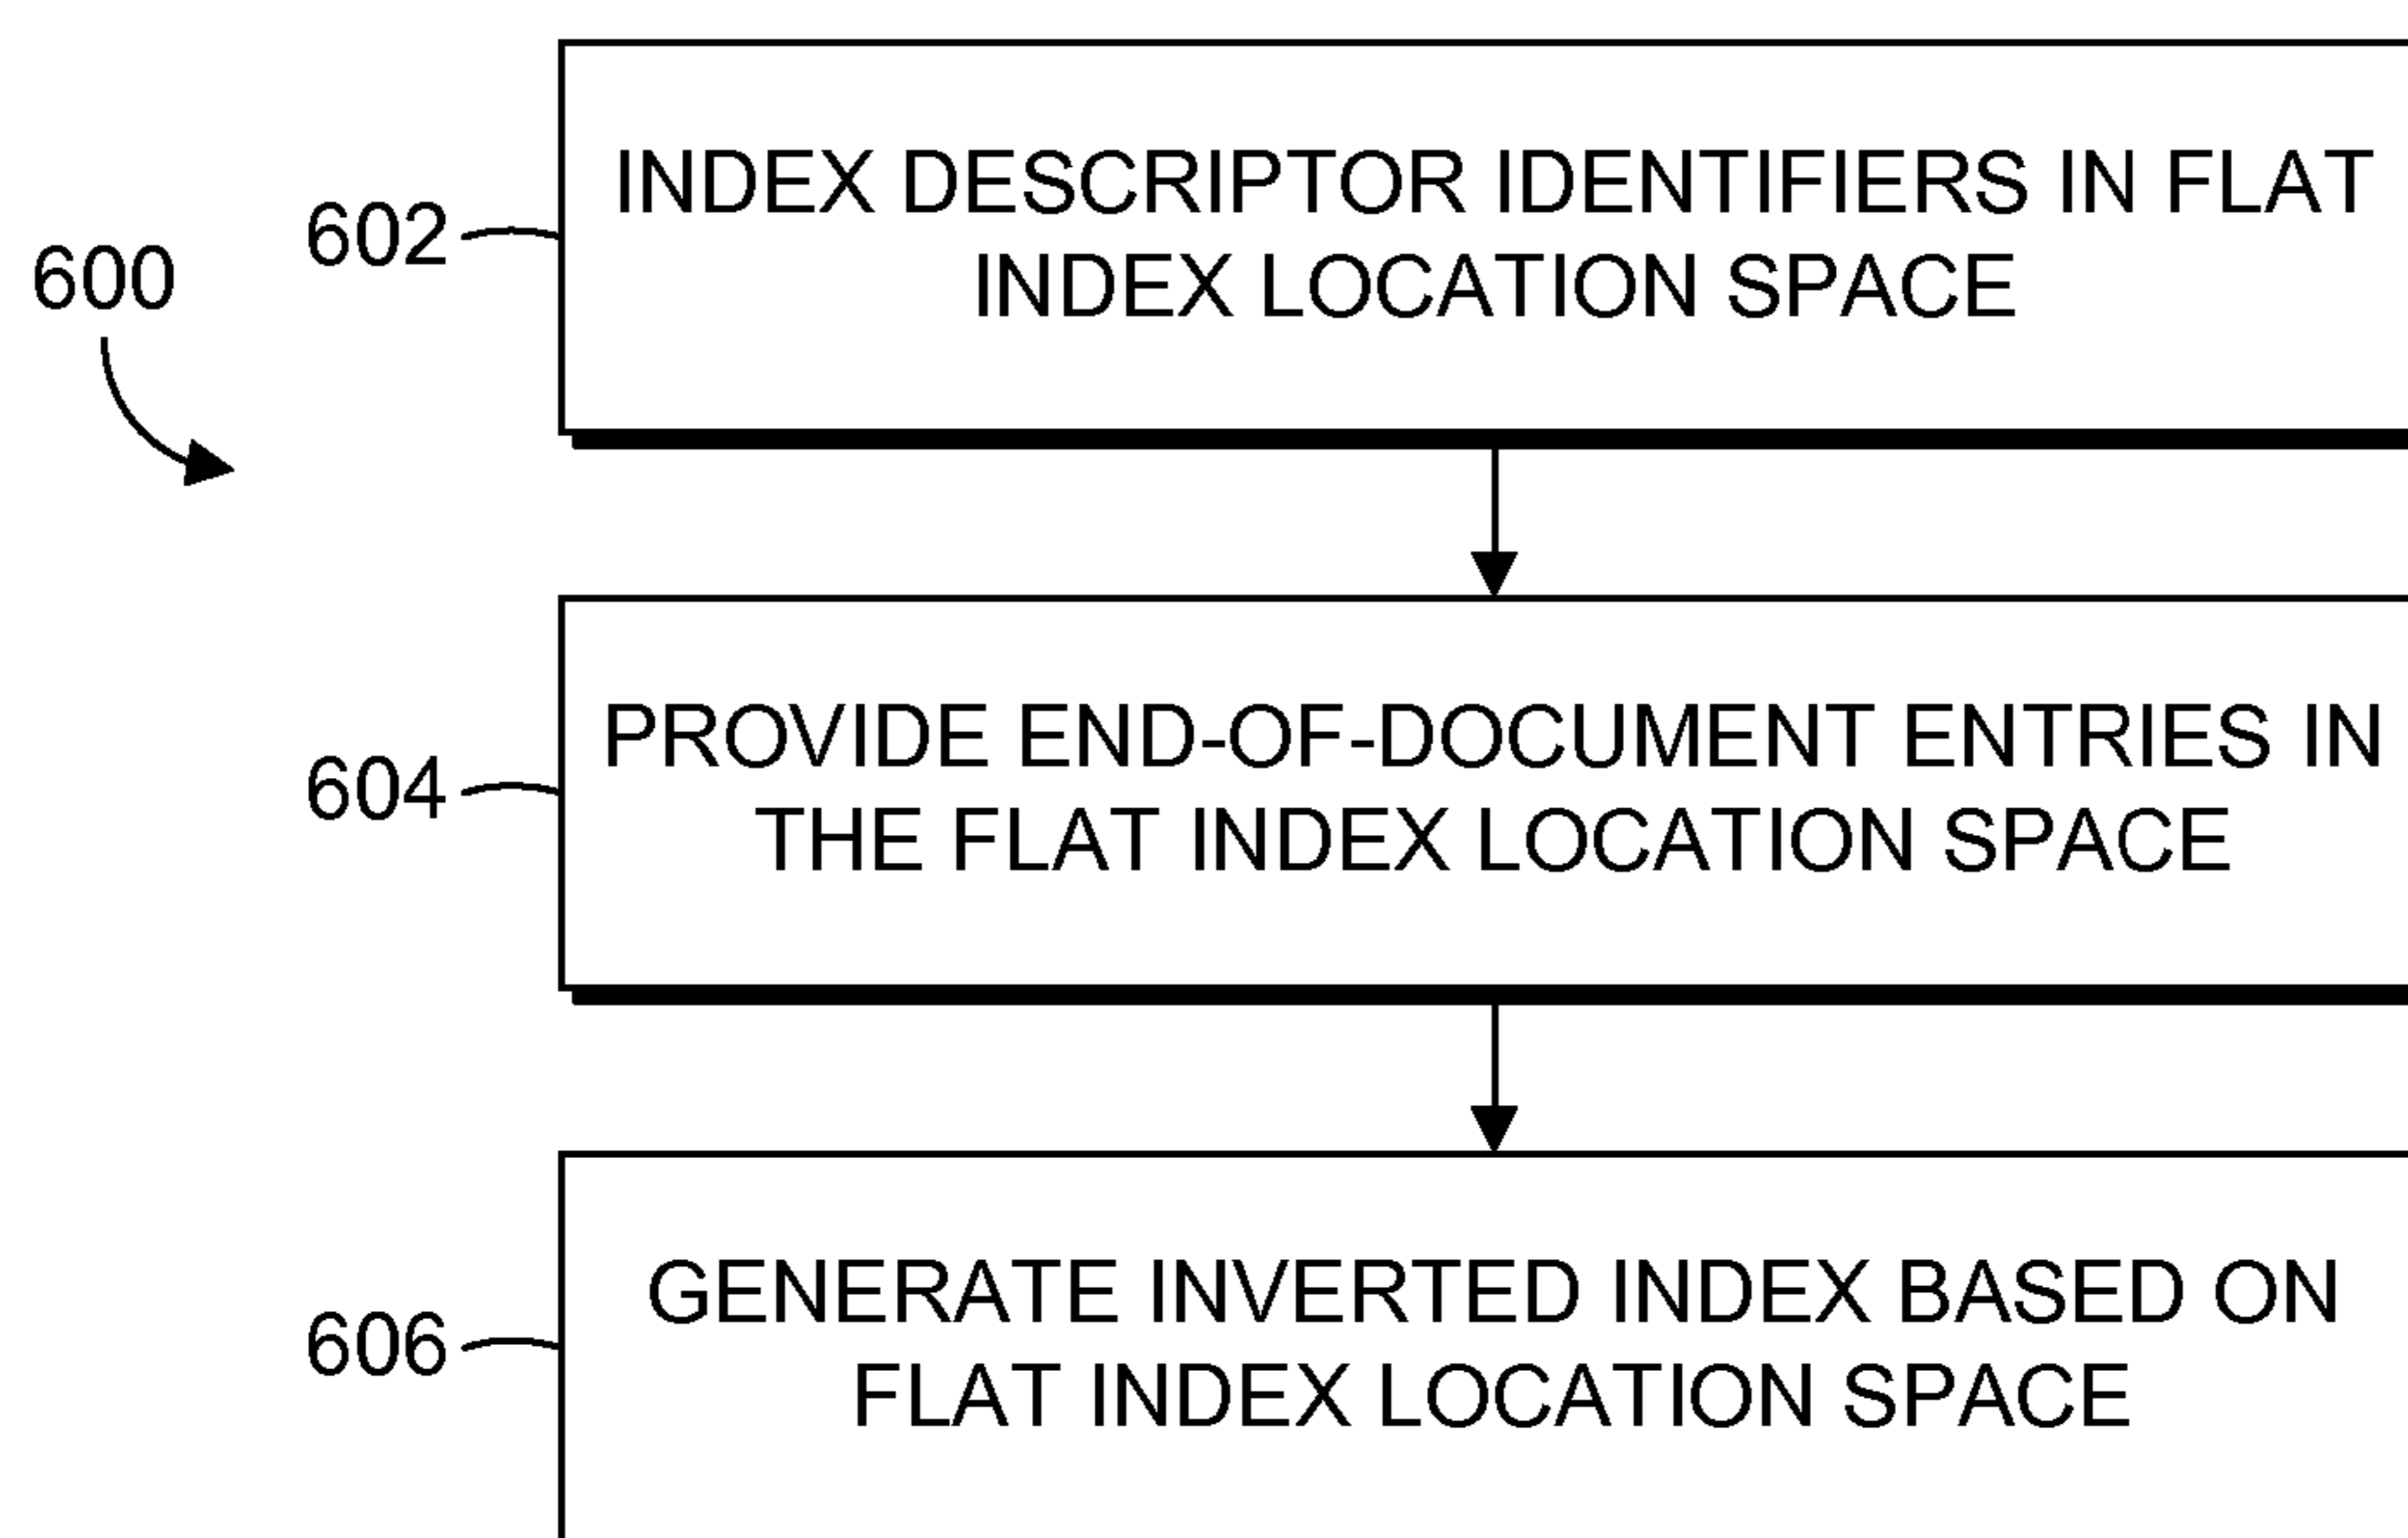 600
602
INDEX DESCRIPTOR IDENTIFIERS IN FLAT
INDEX LOCATION SPACE
604
PROVIDE END-OF-DOCUMENT ENTRIES IN
THE FLAT INDEX LOCATION SPACE
606
GENERATE INVERTED INDEX BASED ON
FLAT INDEX LOCATION SPACE